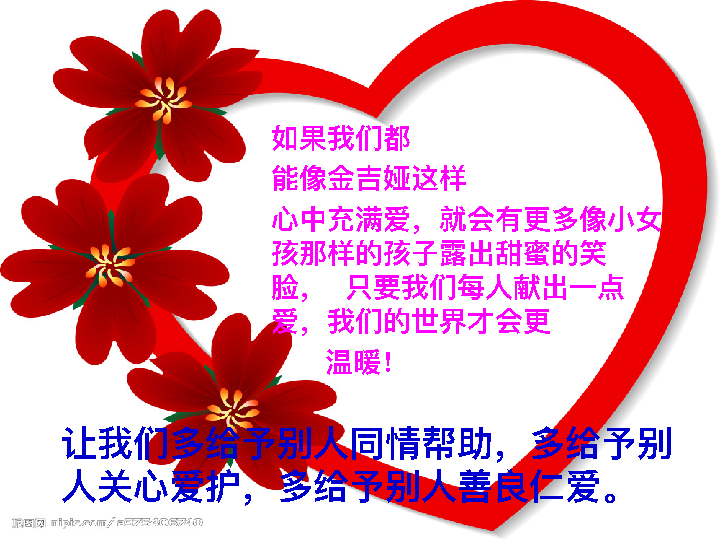 如果我们都
能像金吉娅这样
心中充满爱，就会有更多像小女
孩那样的孩子露出甜蜜的笑
脸， 只要我们每人献出一点
爱，我们的世界才会更
温暖！
让我们多给予别人同情帮助，多给予别
人关心爱护，多给予别人善良仁爱。